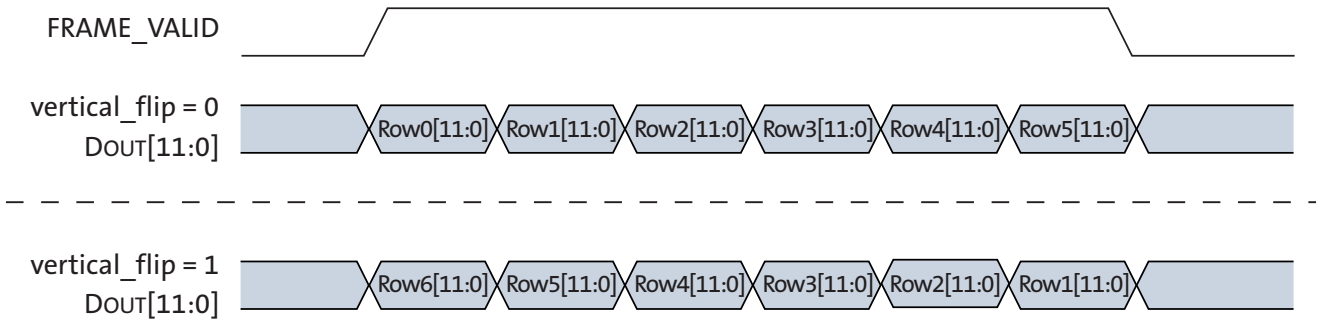 FRAME_VALID
vertical_flip = 0
DOUT[11:0]
Row0[11:0] Row1[11:0] Row2[11:0] Row3[11:0] Row4[11:0] Row5[11:0]
vertical_flip = 1
DOUT[11:0]
Row6[11:0] Row5[11:0] Row4[11:0] Row3[11:0] Row2[11:0] Row1[11:0]